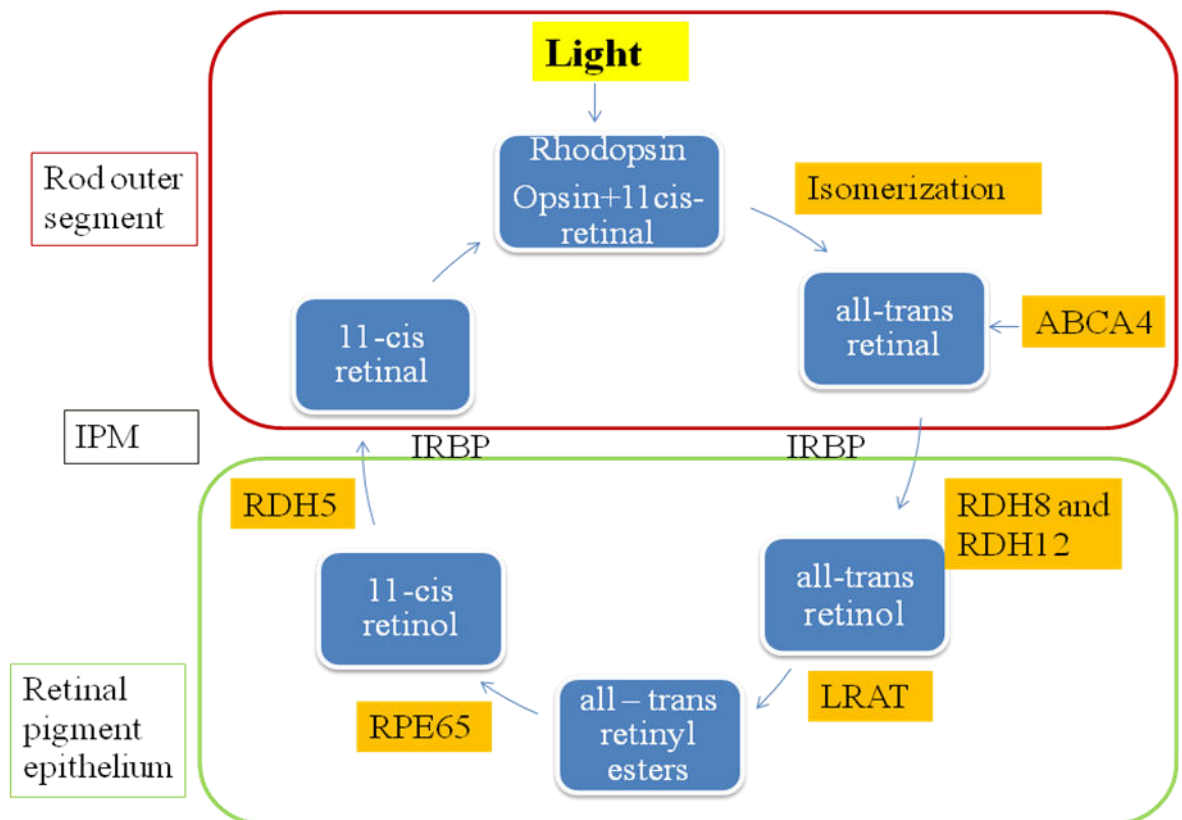 Light
Rhodopsin
Opsin+11cis-
retinal
Isomerization
Rod outer
segment
all-trans
retinal
ABCA4
11-cis
retinal
IPM
IRBP
IRBP
RDH5
RDH8 and
RDH12
11-cis
retinol
all-trans
retinol
Retinal
pigment
epithelium
RPE65
all – trans
retinyl
esters
LRAT